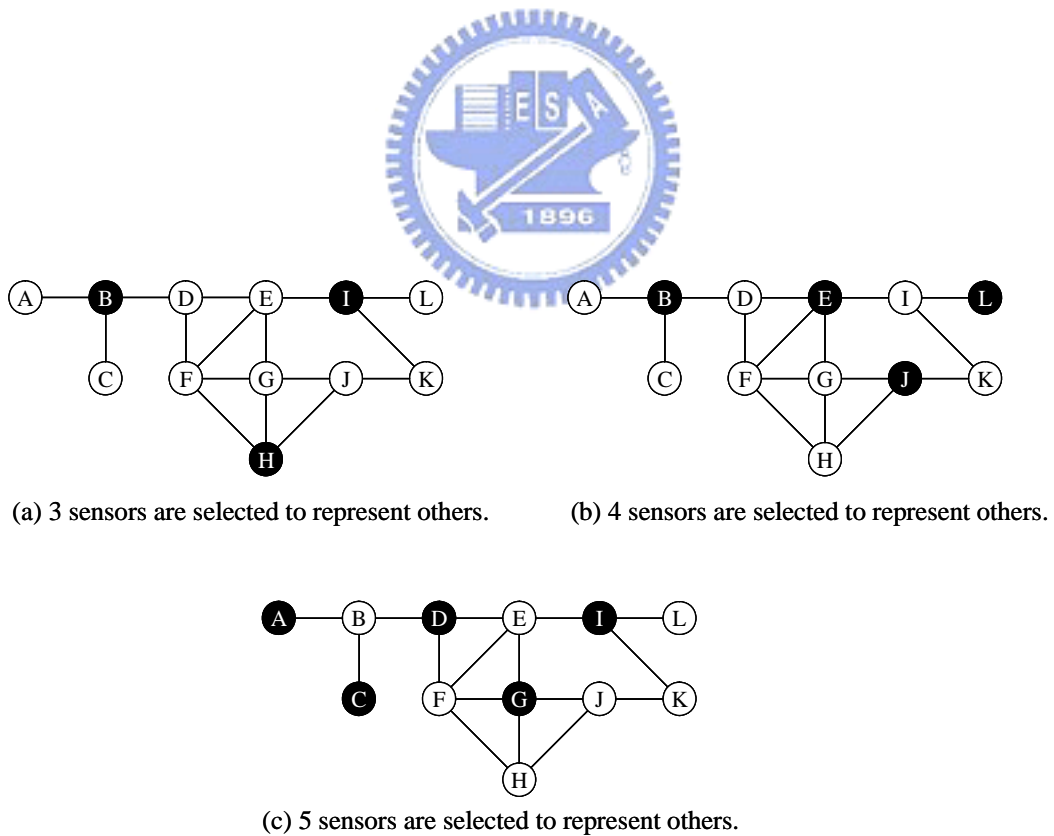 E S A
1896
A B D E I L
C F G J K
H
(a) 3 sensors are selected to represent others.
A B D E I L
C F G J K
H
(b) 4 sensors are selected to represent others.
A B D E I L
C F G J K
H
(c) 5 sensors are selected to represent others.